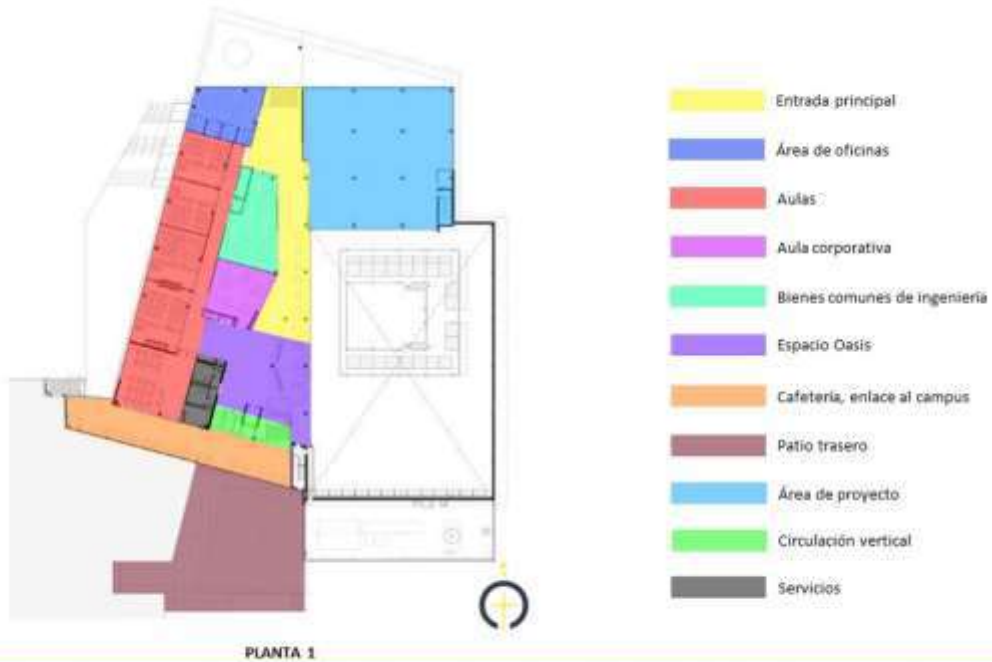 Entrada principal
Área de oficinas
Aulas
Aula corporativa
Bienes comunes de ingeniería
Espacio Oasis
Cafetería, enlace al campus
Patio trasero
Área de proyecto
Circulación vertical
Servicios
PLANTA 1